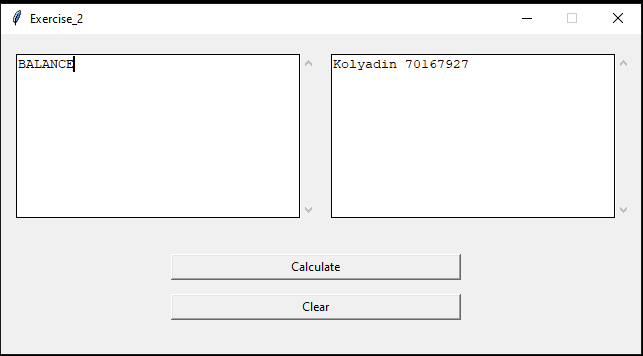 Exercise_2
BALANCE
Kolyadin 70167927
Calculate
Clear